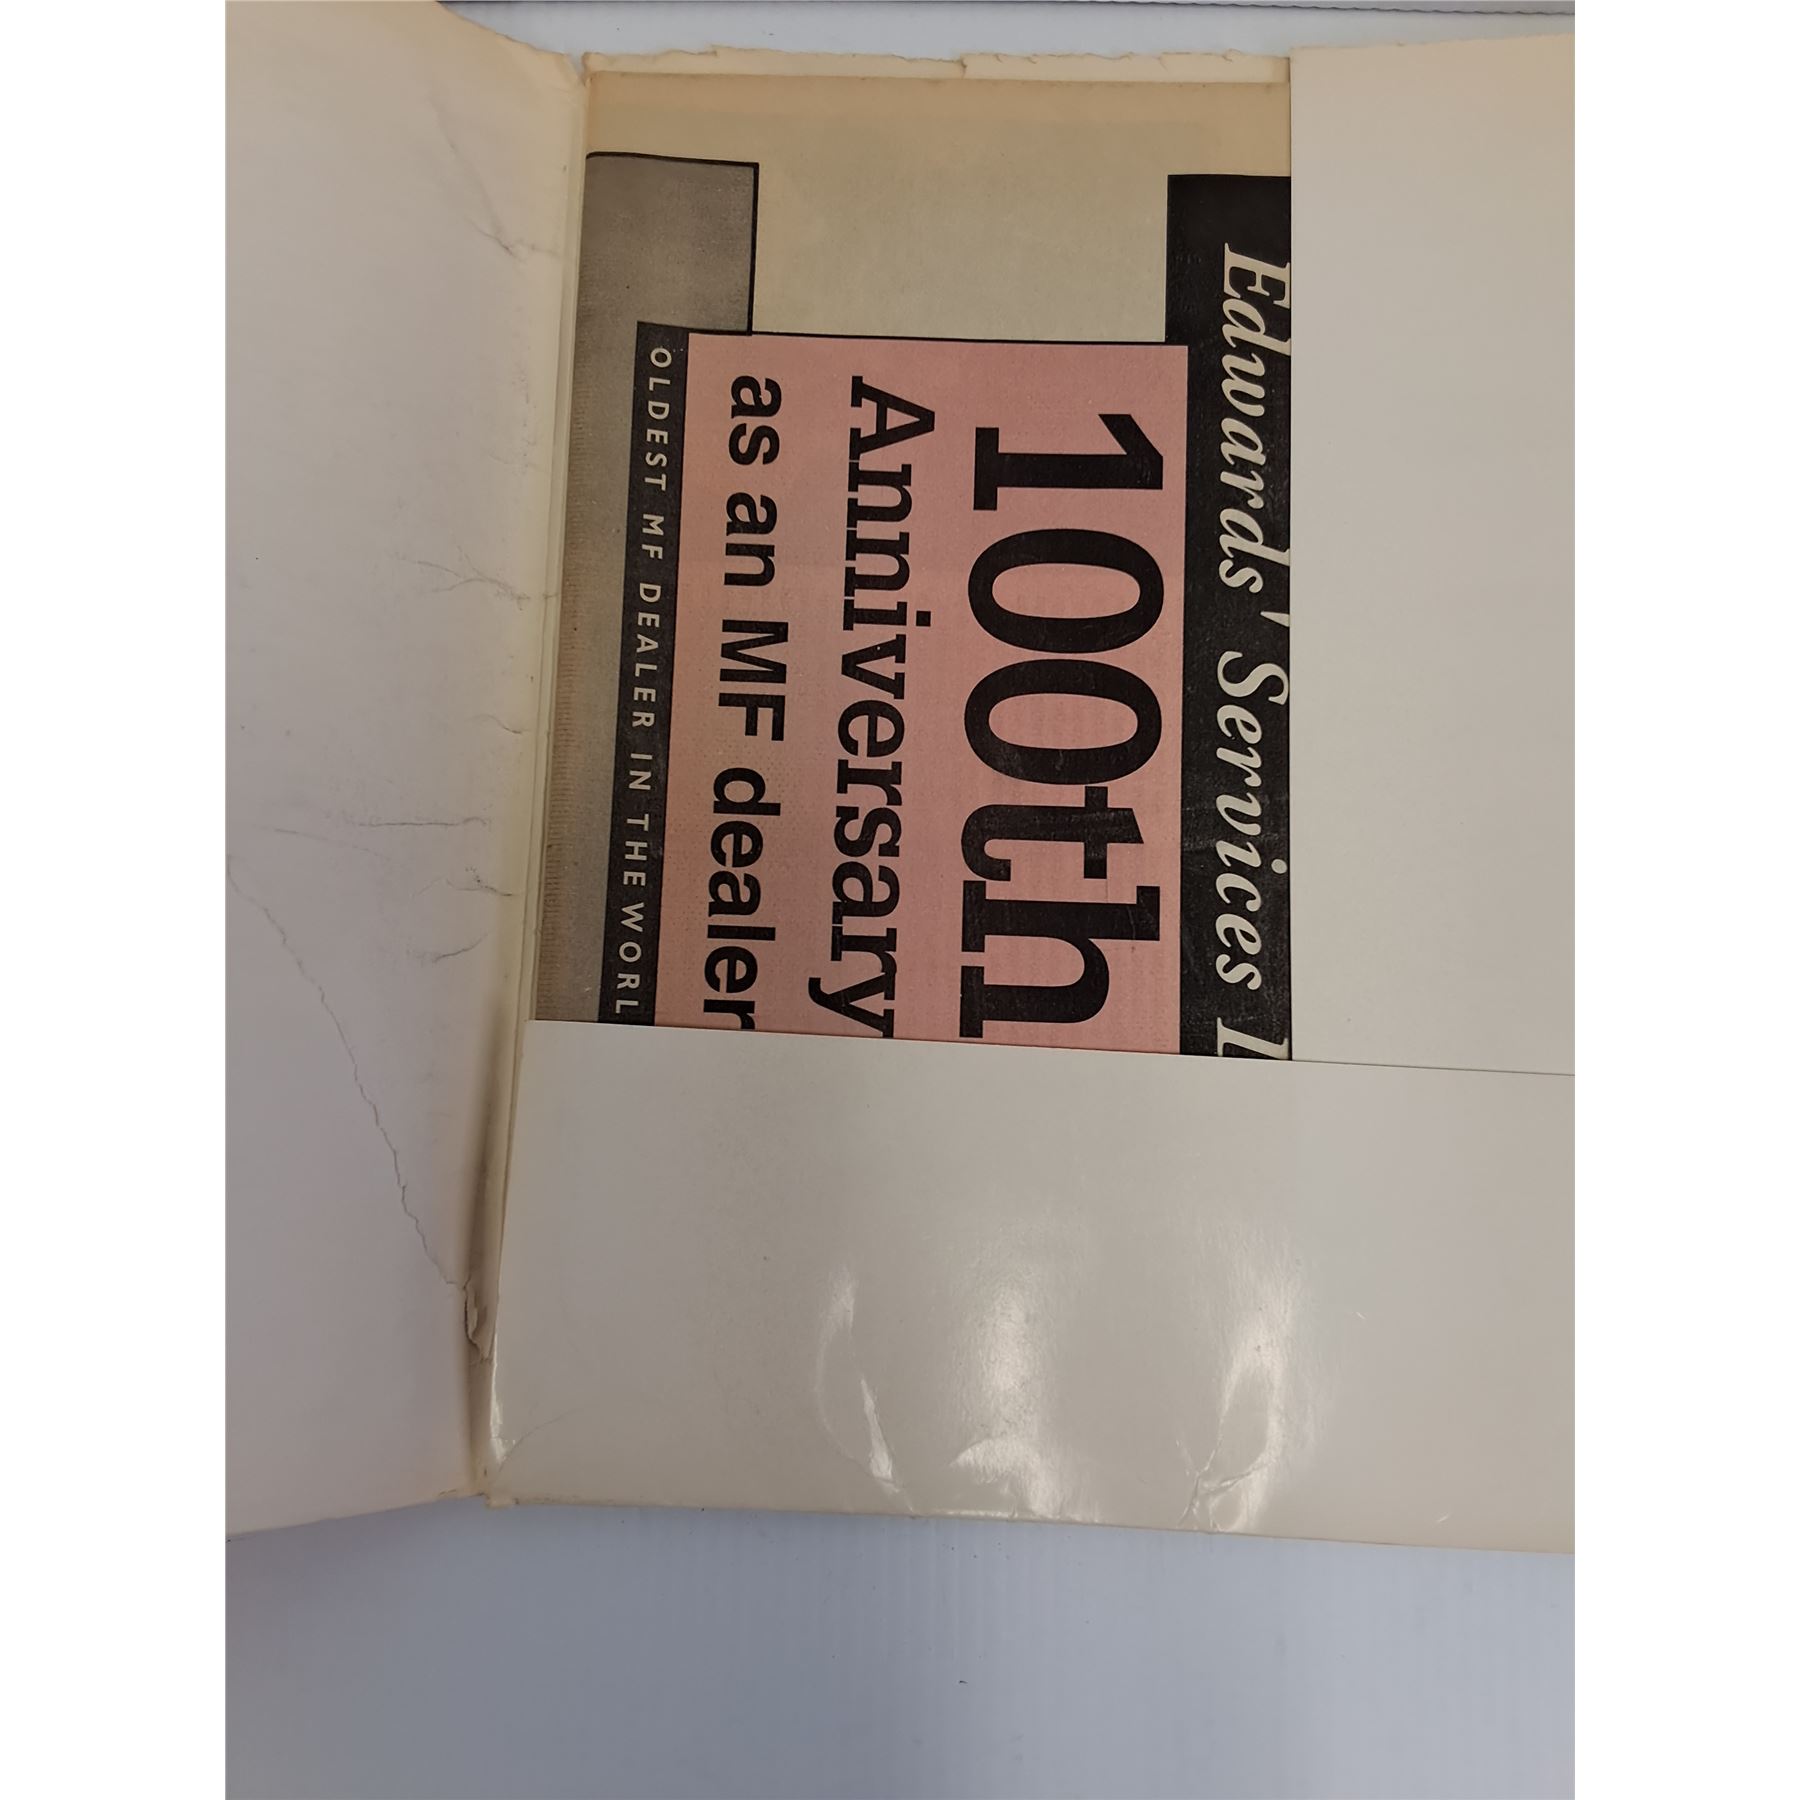 Edwards' Services
100th
Anniversary
as an MF dealer
OLDEST MF DEALER IN THE WORL